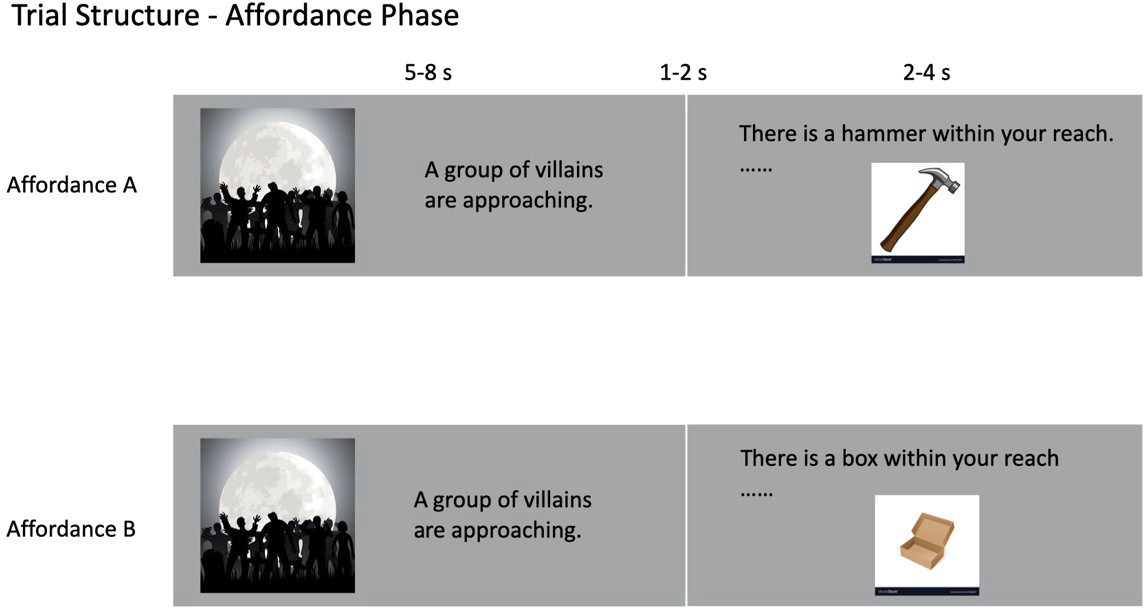 Trial Structure - Affordance Phase
5-8 s
1-2 s
2-4 s
Affordance A
A group of villains
are approaching.
There is a hammer within your reach.
......
Affordance B
A group of villains
are approaching.
There is a box within your reach
......